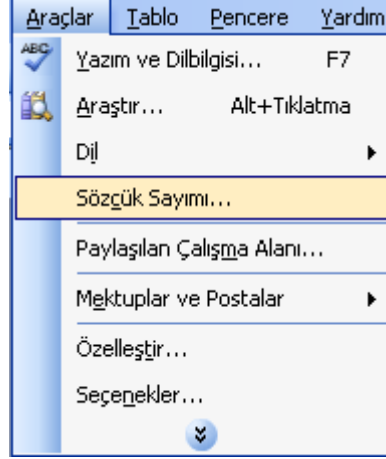 Araçlar Tablo Pencere Yardım
ABC
Yazım ve Dilbilgisi... F7
Araştır... Alt+Tıklatma
Dil
Sözcük Sayımı...
Paylaşılan Çalışma Alanı...
Mektuplar ve Postalar
Özelleştir...
Seçenekler...